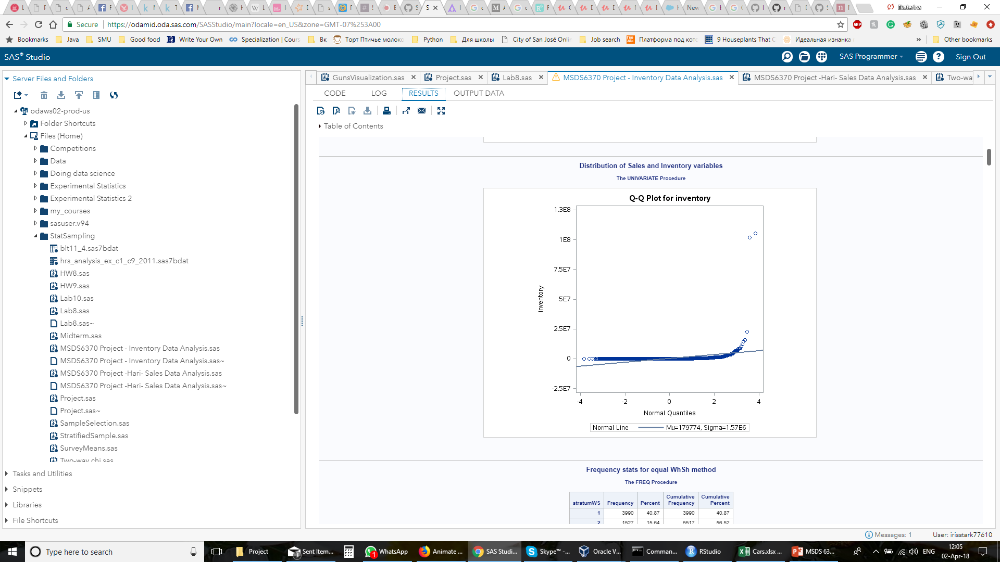 Ekaterina
Secure
https://odamid.oda.sas.com/SASStudio/main?locale=en_US&zone=GMT-07%253A00
ABP
Bookmarks
Java
SMU
Good food
Write Your Own
Specialization | Cours
Вк
Торт Птичье молоко
Python
Для школы
City of San José Onlin
Job search
Платформа под кото
9 Houseplants That C
Идеальная изнанка
»
Other bookmarks
SAS® Studio
SAS Programmer
Sign Out
Server Files and Folders
odaws02-prod-us
Folder Shortcuts
Files (Home)
Competitions
Data
Doing data science
Experimental Statistics
Experimental Statistics 2
my_courses
sasuser.v94
StatSampling
blt11_4.sas7bdat
hrs_analysis_ex_c1_c9_2011.sas7bdat
HW8.sas
HW9.sas
Lab10.sas
Lab8.sas
Lab8.sas~
Midterm.sas
MSDS6370 Project - Inventory Data Analysis.sas
MSDS6370 Project - Inventory Data Analysis.sas~
MSDS6370 Project -Hari- Sales Data Analysis.sas
MSDS6370 Project -Hari- Sales Data Analysis.sas~
Project.sas
Project.sas~
SampleSelection.sas
StratifiedSample.sas
SurveyMeans.sas
Two-way chi.sas
Tasks and Utilities
Snippets
Libraries
File Shortcuts
GunsVisualization.sas
Project.sas
Lab8.sas
MSDS6370 Project - Inventory Data Analysis.sas
MSDS6370 Project -Hari- Sales Data Analysis.sas
Two-wa
CODE LOG RESULTS OUTPUT DATA
Table of Contents
Distribution of Sales and Inventory variables
The UNIVARIATE Procedure
Q-Q Plot for inventory
1.3E8
1E8
7.5E7
5E7
2.5E7
0
-2.5E7
inventory
-4 -2 0 2 4
Normal Quantiles
Normal Line Mu=179774, Sigma=1.57E6
Frequency stats for equal WhSh method
The FREQ Procedure
stratumWS Frequency Percent Cumulative Frequency Cumulative Percent
1 3990 40.87 3990 40.87
2 1527 15.64 5517 56.52
Messages: 1
User: irisstark77610
Type here to search
Project
3
Sent Item...
1
WhatsApp
Animate ...
SAS Studi...
Skype™ -...
Oracle V...
Comman...
RStudio
Cars.xlsx ...
MSDS 63...
ENG
12:05
02-Apr-18